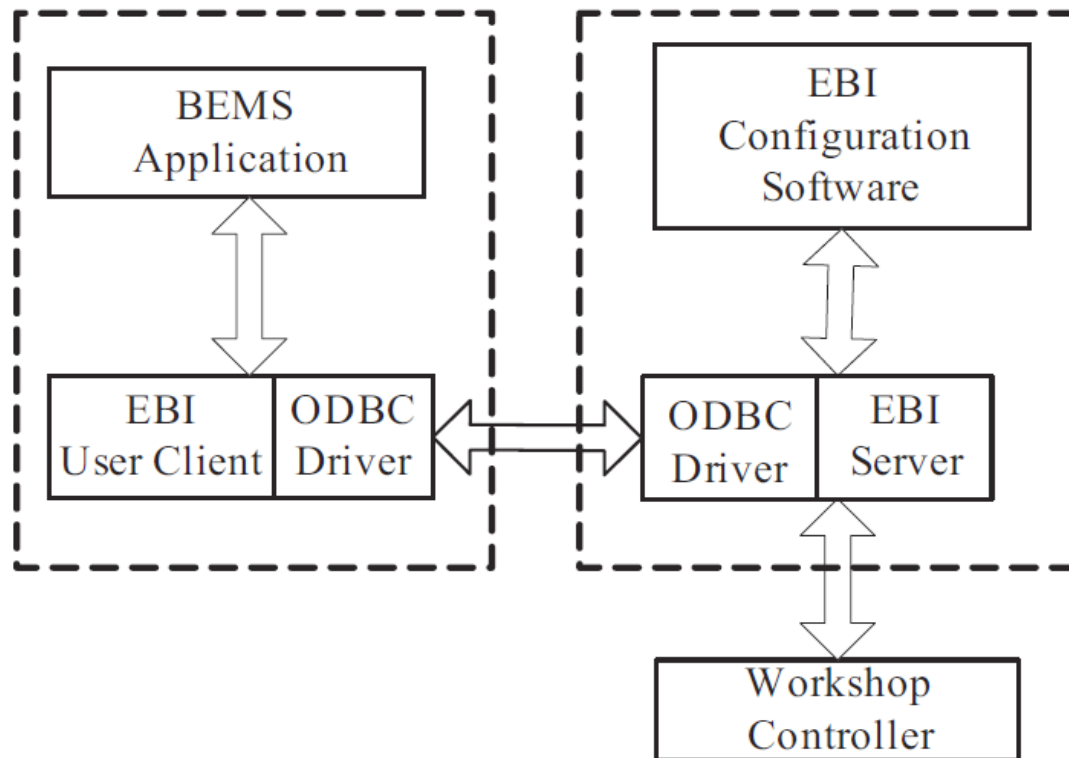 BEMS
Application
EBI
Configuration
Software
EBI
User Client
ODBC
Driver
ODBC
Driver
EBI
Server
Workshop
Controller